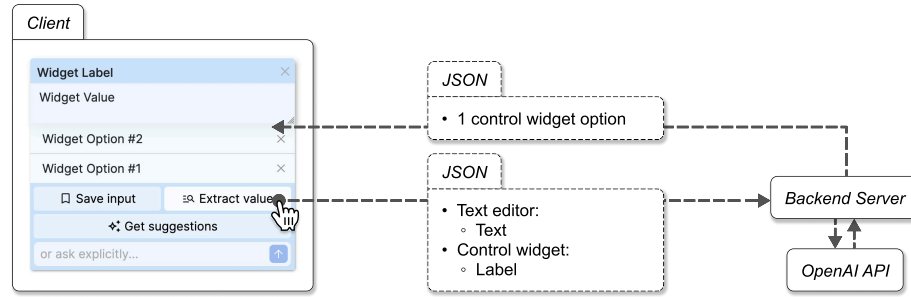 Client
Widget Label
Widget Value
Widget Option #2
Widget Option #1
Save input
Extract value
Get suggestions
or ask explicitly...
JSON
• 1 control widget option
JSON
• Text editor:
◦ Text
• Control widget:
◦ Label
Backend Server
OpenAI API